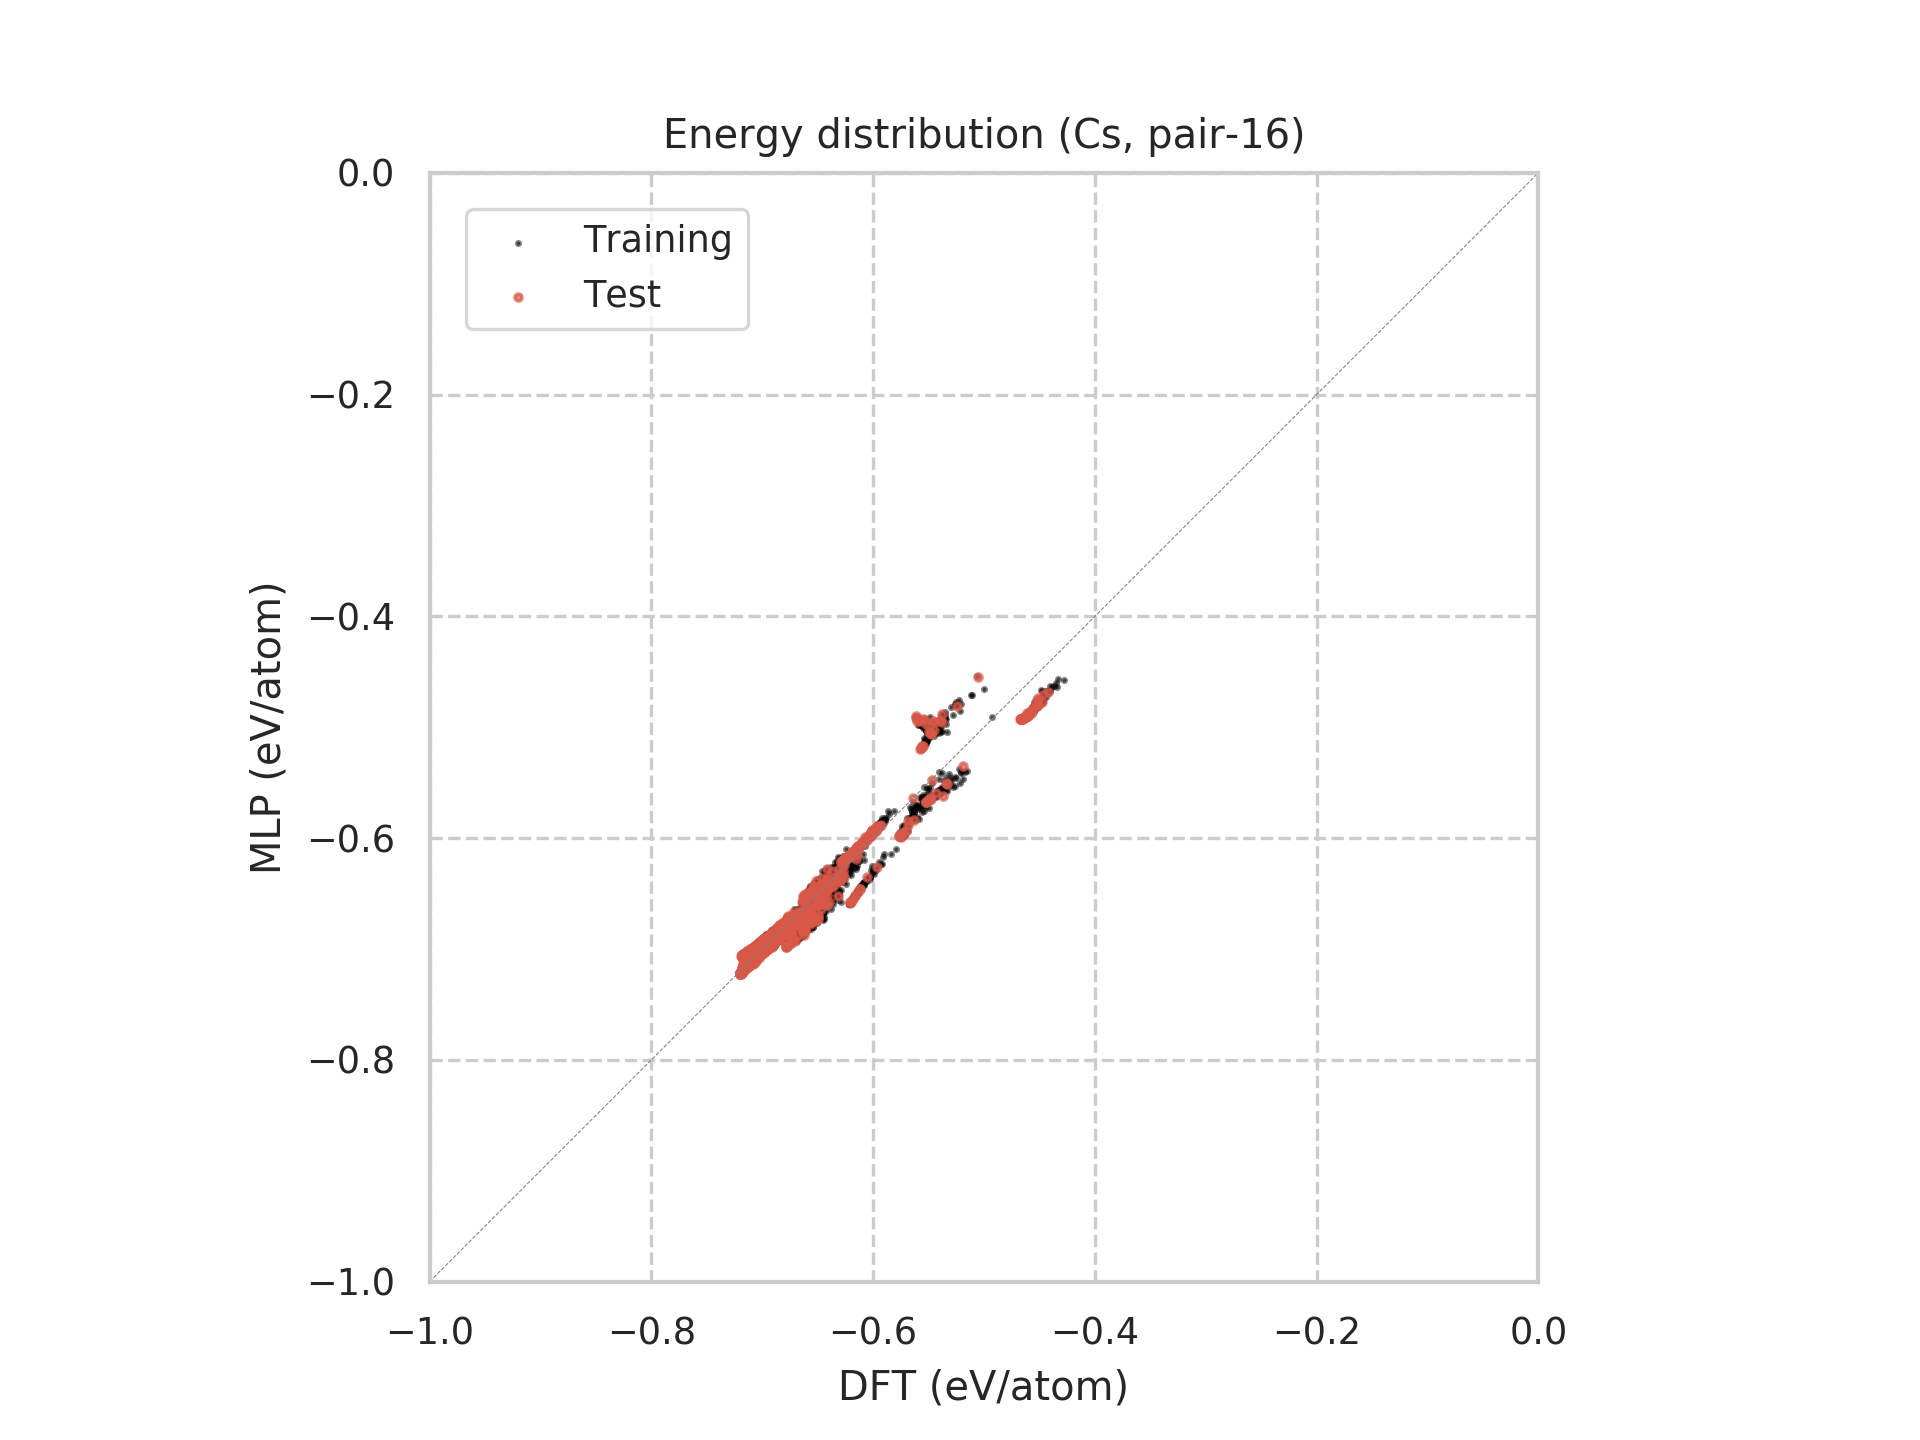 Energy distribution (Cs, pair-16)
0.0
Training
Test
−0.2
−0.4
MLP (eV/atom)
−0.6
−0.8
−1.0
−1.0 −0.8 −0.6 −0.4 −0.2 0.0
DFT (eV/atom)